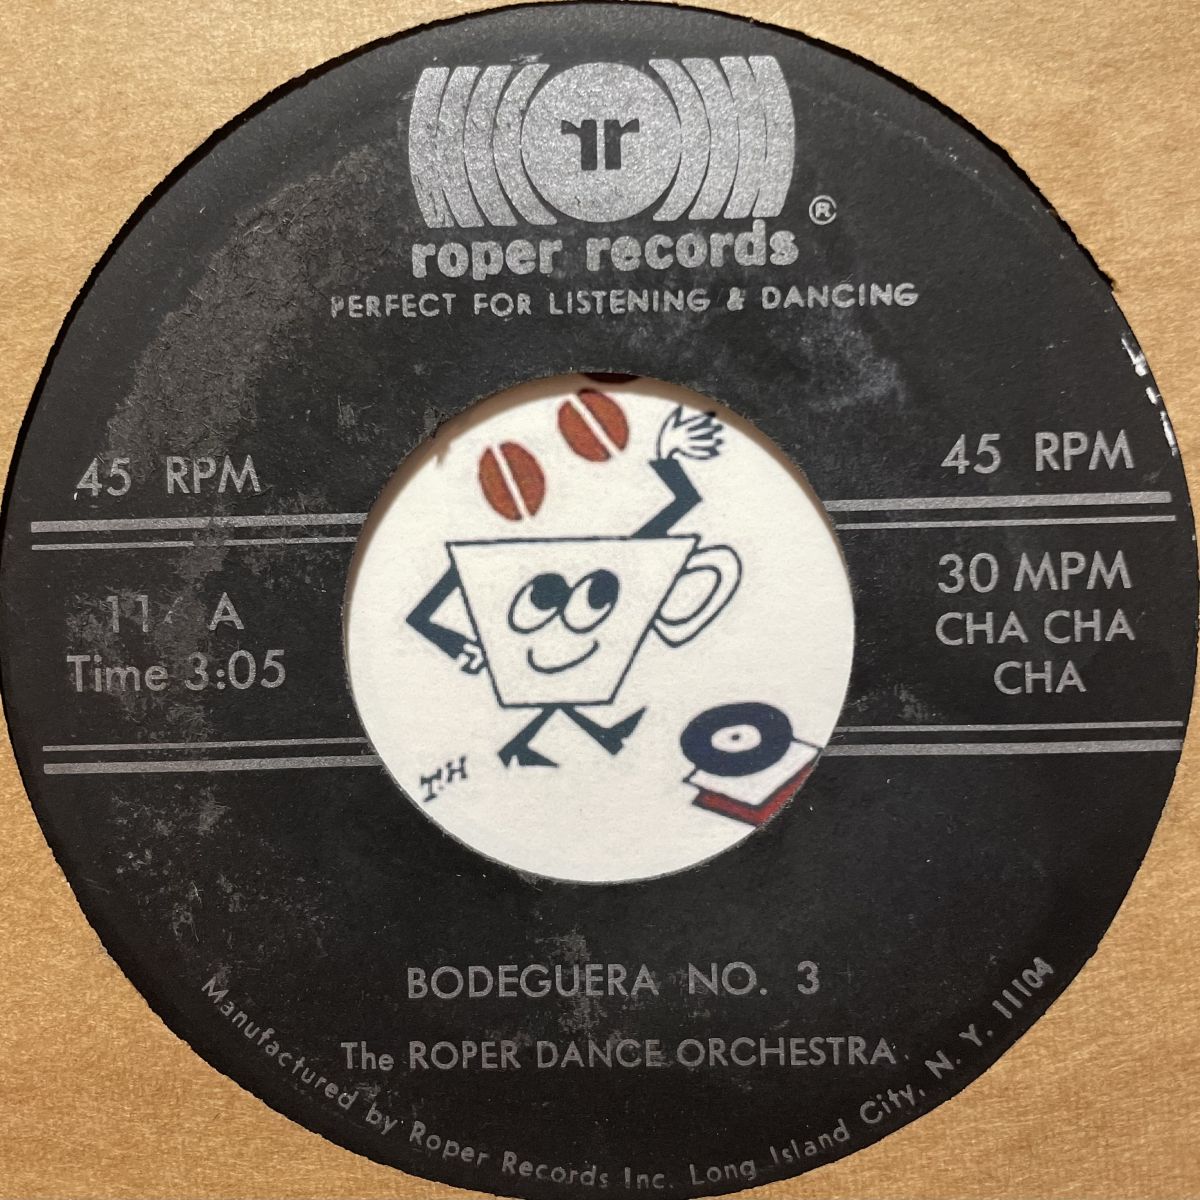 rr
®
roper records
PERFECT FOR LISTENING & DANCING
45 RPM
45 RPM
A
Time 3:05
30 MPM
CHA CHA
CHA
T.H
BODEGUERA NO. 3
The ROPER DANCE ORCHESTRA
Manufactured by Roper Records Inc. Long Island City, N. Y. 11104